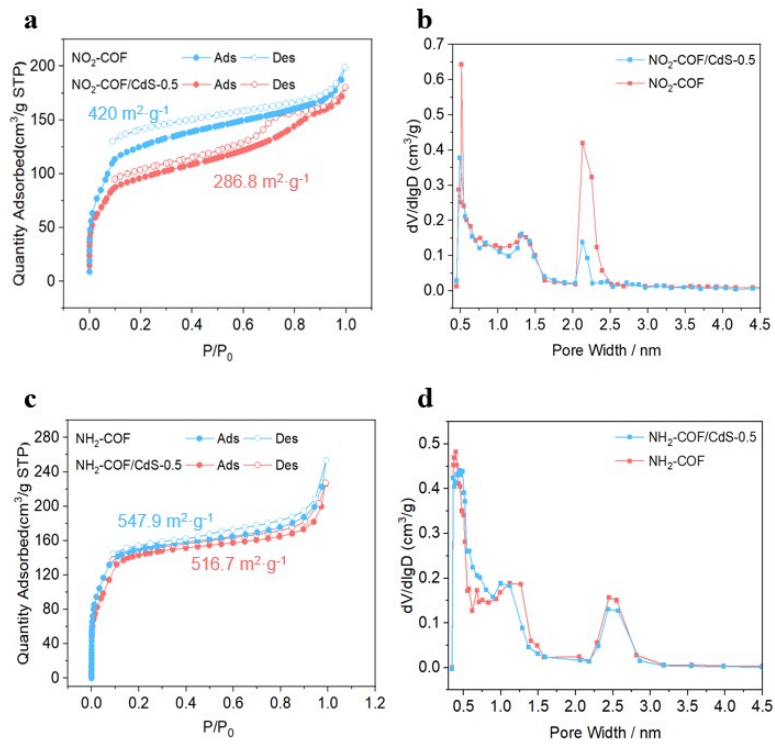 a
NO₂-COF Ads Des
NO₂-COF/CdS-0.5 Ads Des
420 m²·g⁻¹
286.8 m²·g⁻¹
Quantity Adsorbed(cm³/g STP)
200
150
100
50
0
0.0 0.2 0.4 0.6 0.8 1.0
P/P₀
b
NO₂-COF/CdS-0.5
NO₂-COF
dV/dlgD (cm³/g)
0.7
0.6
0.5
0.4
0.3
0.2
0.1
0.0
0.5 1.0 1.5 2.0 2.5 3.0 3.5 4.0 4.5
Pore Width / nm
c
NH₂-COF Ads Des
NH₂-COF/CdS-0.5 Ads Des
547.9 m²·g⁻¹
516.7 m²·g⁻¹
Quantity Adsorbed(cm³/g STP)
280
240
200
160
120
80
40
0
0.0 0.2 0.4 0.6 0.8 1.0 1.2
P/P₀
d
NH₂-COF/CdS-0.5
NH₂-COF
dV/dlgD (cm³/g)
0.5
0.4
0.3
0.2
0.1
0.0
0.5 1.0 1.5 2.0 2.5 3.0 3.5 4.0 4.5
Pore Width / nm